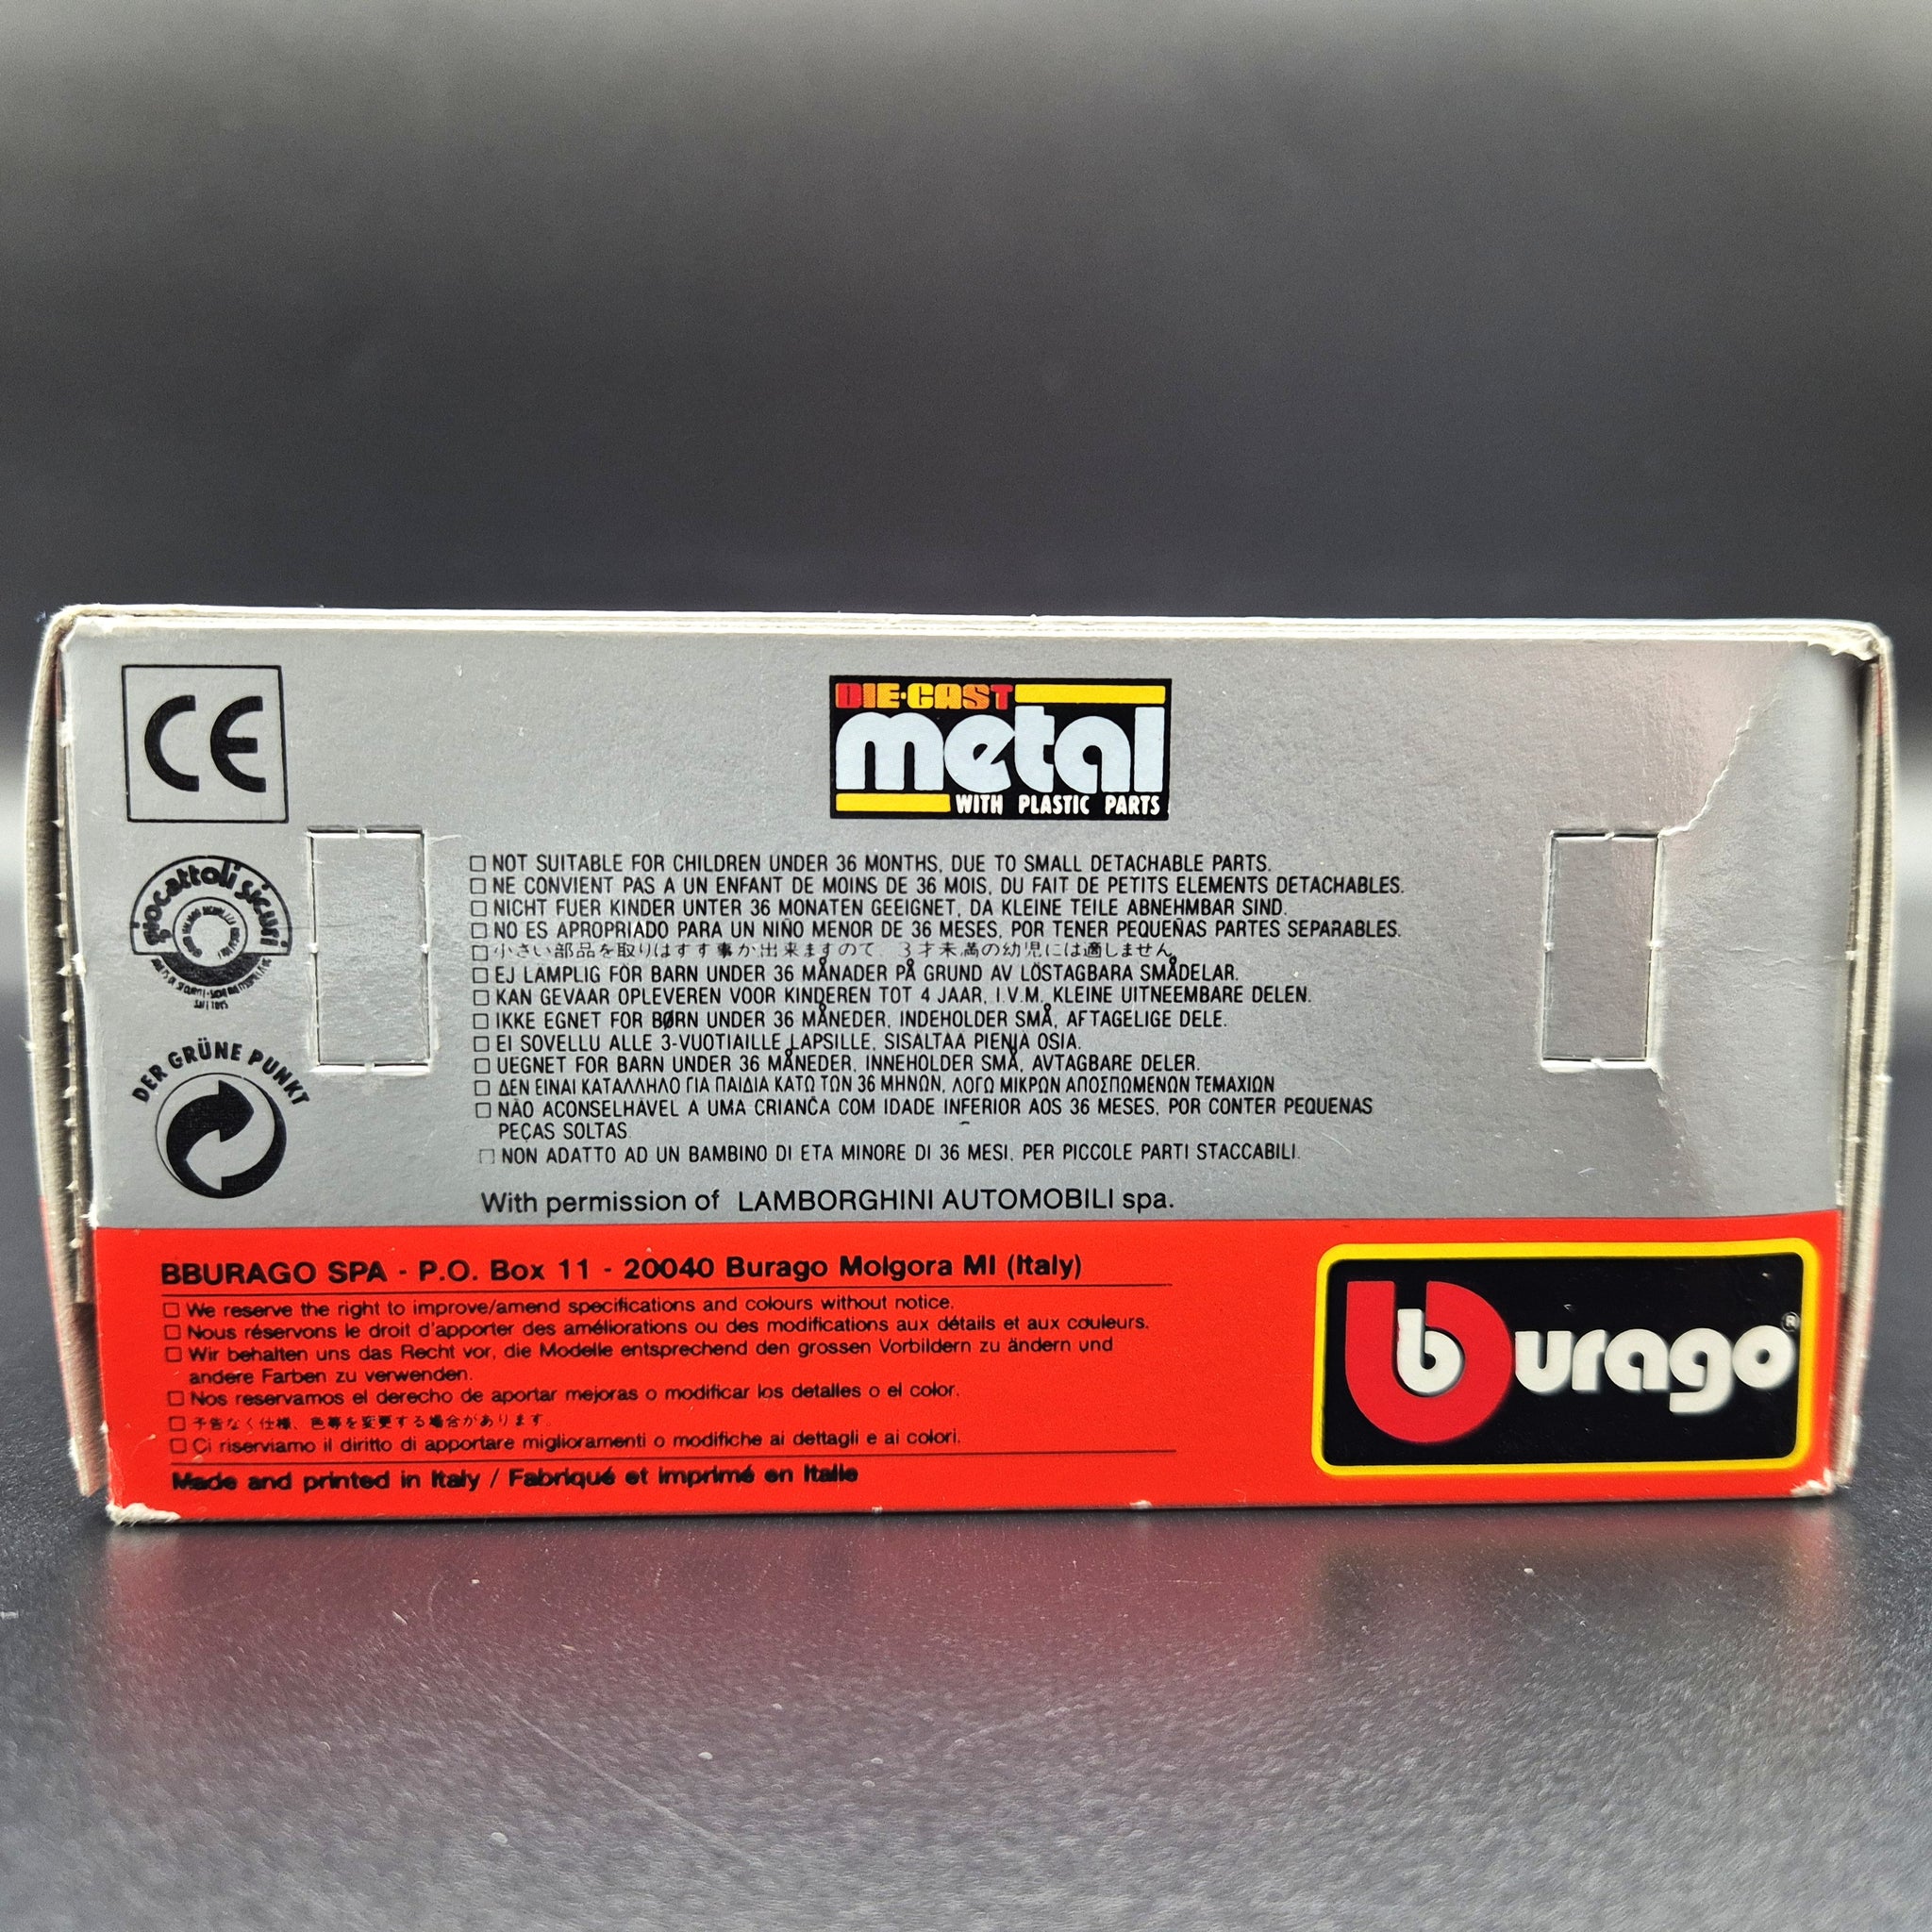 CE
DIE·CAST
metal
WITH PLASTIC PARTS
giocattoli sicuri
DER GRÜNE PUNKT
□ NOT SUITABLE FOR CHILDREN UNDER 36 MONTHS, DUE TO SMALL DETACHABLE PARTS.
□ NE CONVIENT PAS A UN ENFANT DE MOINS DE 36 MOIS, DU FAIT DE PETITS ELEMENTS DETACHABLES.
□ NICHT FUER KINDER UNTER 36 MONATEN GEEIGNET, DA KLEINE TEILE ABNEHMBAR SIND.
□ NO ES APROPRIADO PARA UN NIÑO MENOR DE 36 MESES, POR TENER PEQUEÑAS PARTES SEPARABLES.
□ 小さい部品を取りはすす事か出来ますので、3才未満の幼児には適しません。
□ EJ LAMPLIG FÖR BARN UNDER 36 MÅNADER PÅ GRUND AV LÖSTAGBARA SMÅDELAR.
□ KAN GEVAAR OPLEVEREN VOOR KINDEREN TOT 4 JAAR, I.V.M. KLEINE UITNEEMBARE DELEN.
□ IKKE EGNET FOR BØRN UNDER 36 MÅNEDER, INDEHOLDER SMÅ, AFTAGELIGE DELE.
□ EI SOVELLU ALLE 3-VUOTIAILLE LAPSILLE, SISALTAA PIENIA OSIA.
□ UEGNET FOR BARN UNDER 36 MÅNEDER, INNEHOLDER SMÅ, AVTAGBARE DELER.
□ ΔΕΝ ΕΙΝΑΙ ΚΑΤΑΛΛΗΛΟ ΓΙΑ ΠΑΙΔΙΑ ΚΑΤΩ ΤΩΝ 36 ΜΗΝΩΝ, ΛΟΓΩ ΜΙΚΡΩΝ ΑΠΟΣΠΩΜΕΝΩΝ ΤΕΜΑΧΙΩΝ
□ NÃO ACONSELHÁVEL A UMA CRIANCA COM IDADE INFERIOR AOS 36 MESES, POR CONTER PEQUENAS
PEÇAS SOLTAS.
□ NON ADATTO AD UN BAMBINO DI ETA MINORE DI 36 MESI, PER PICCOLE PARTI STACCABILI.
With permission of LAMBORGHINI AUTOMOBILI spa.
BBURAGO SPA - P.O. Box 11 - 20040 Burago Molgora MI (Italy)
□ We reserve the right to improve/amend specifications and colours without notice.
□ Nous réservons le droit d'apporter des améliorations ou des modifications aux détails et aux couleurs.
□ Wir behalten uns das Recht vor, die Modelle entsprechend den grossen Vorbildern zu ändern und
andere Farben zu verwenden.
□ Nos reservamos el derecho de aportar mejoras o modificar los detalles o el color.
□ 予告なく仕様、色等を変更する場合があります。
□ Ci riserviamo il diritto di apportare miglioramenti o modifiche ai dettagli e ai colori.
Made and printed in Italy / Fabriqué et imprimé en Italie
bburago®